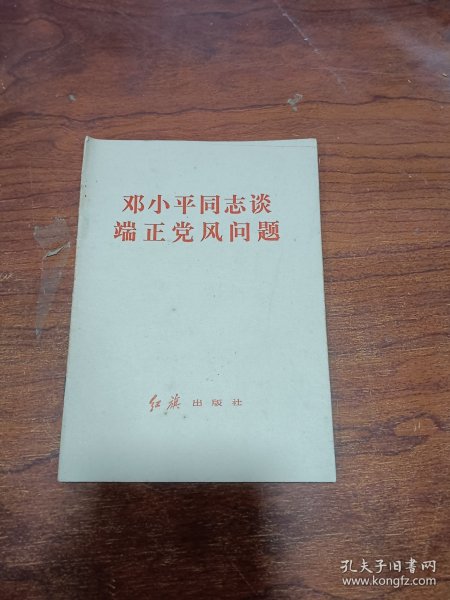 邓小平同志谈
端正党风问题
红旗 出版社
孔夫子旧书网
www.kongfz.com